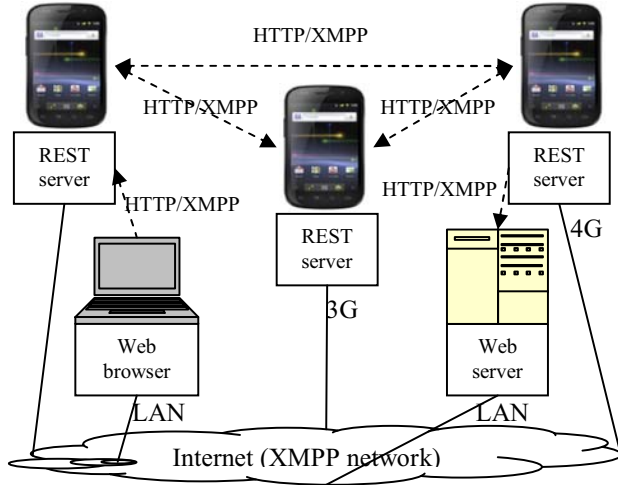 HTTP/XMPP
HTTP/XMPP
HTTP/XMPP
REST
server
REST
server
HTTP/XMPP
HTTP/XMPP
REST
server
4G
3G
Web
browser
Web
server
LAN
LAN
Internet (XMPP network)